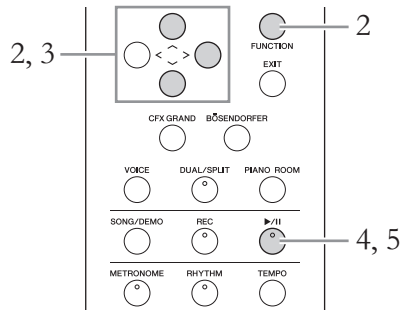 2
2, 3
FUNCTION
EXIT
CFX GRAND BÖSENDORFER
VOICE DUAL/SPLIT PIANO ROOM
SONG/DEMO REC ►/II
4, 5
METRONOME RHYTHM TEMPO